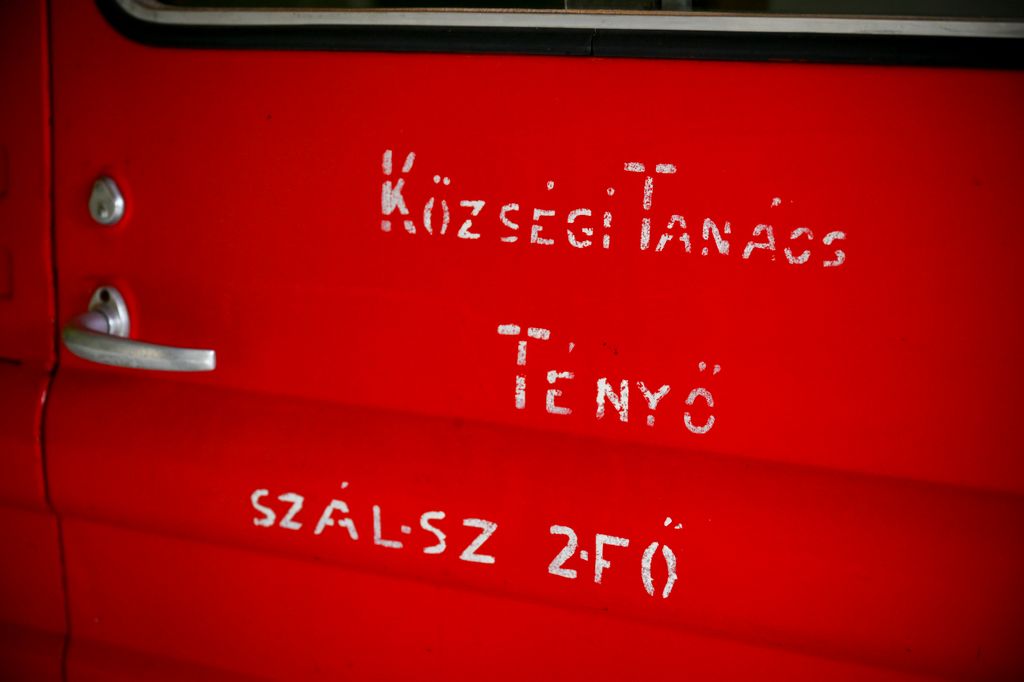 Községi Tanács
Tényő
SZÁL-SZ 2-FŐ